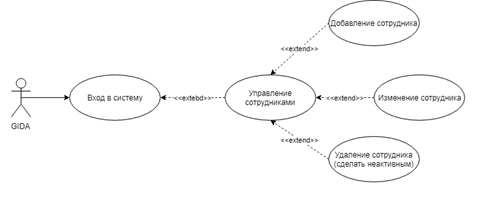 Добавление сотрудника
<<extend>>
GIDA
Вход в систему
<<extebd>>
Управление
сотрудниками
<<extend>>
Изменение сотрудника
<<extend>>
Удаление сотрудника
(сделать неактивным)